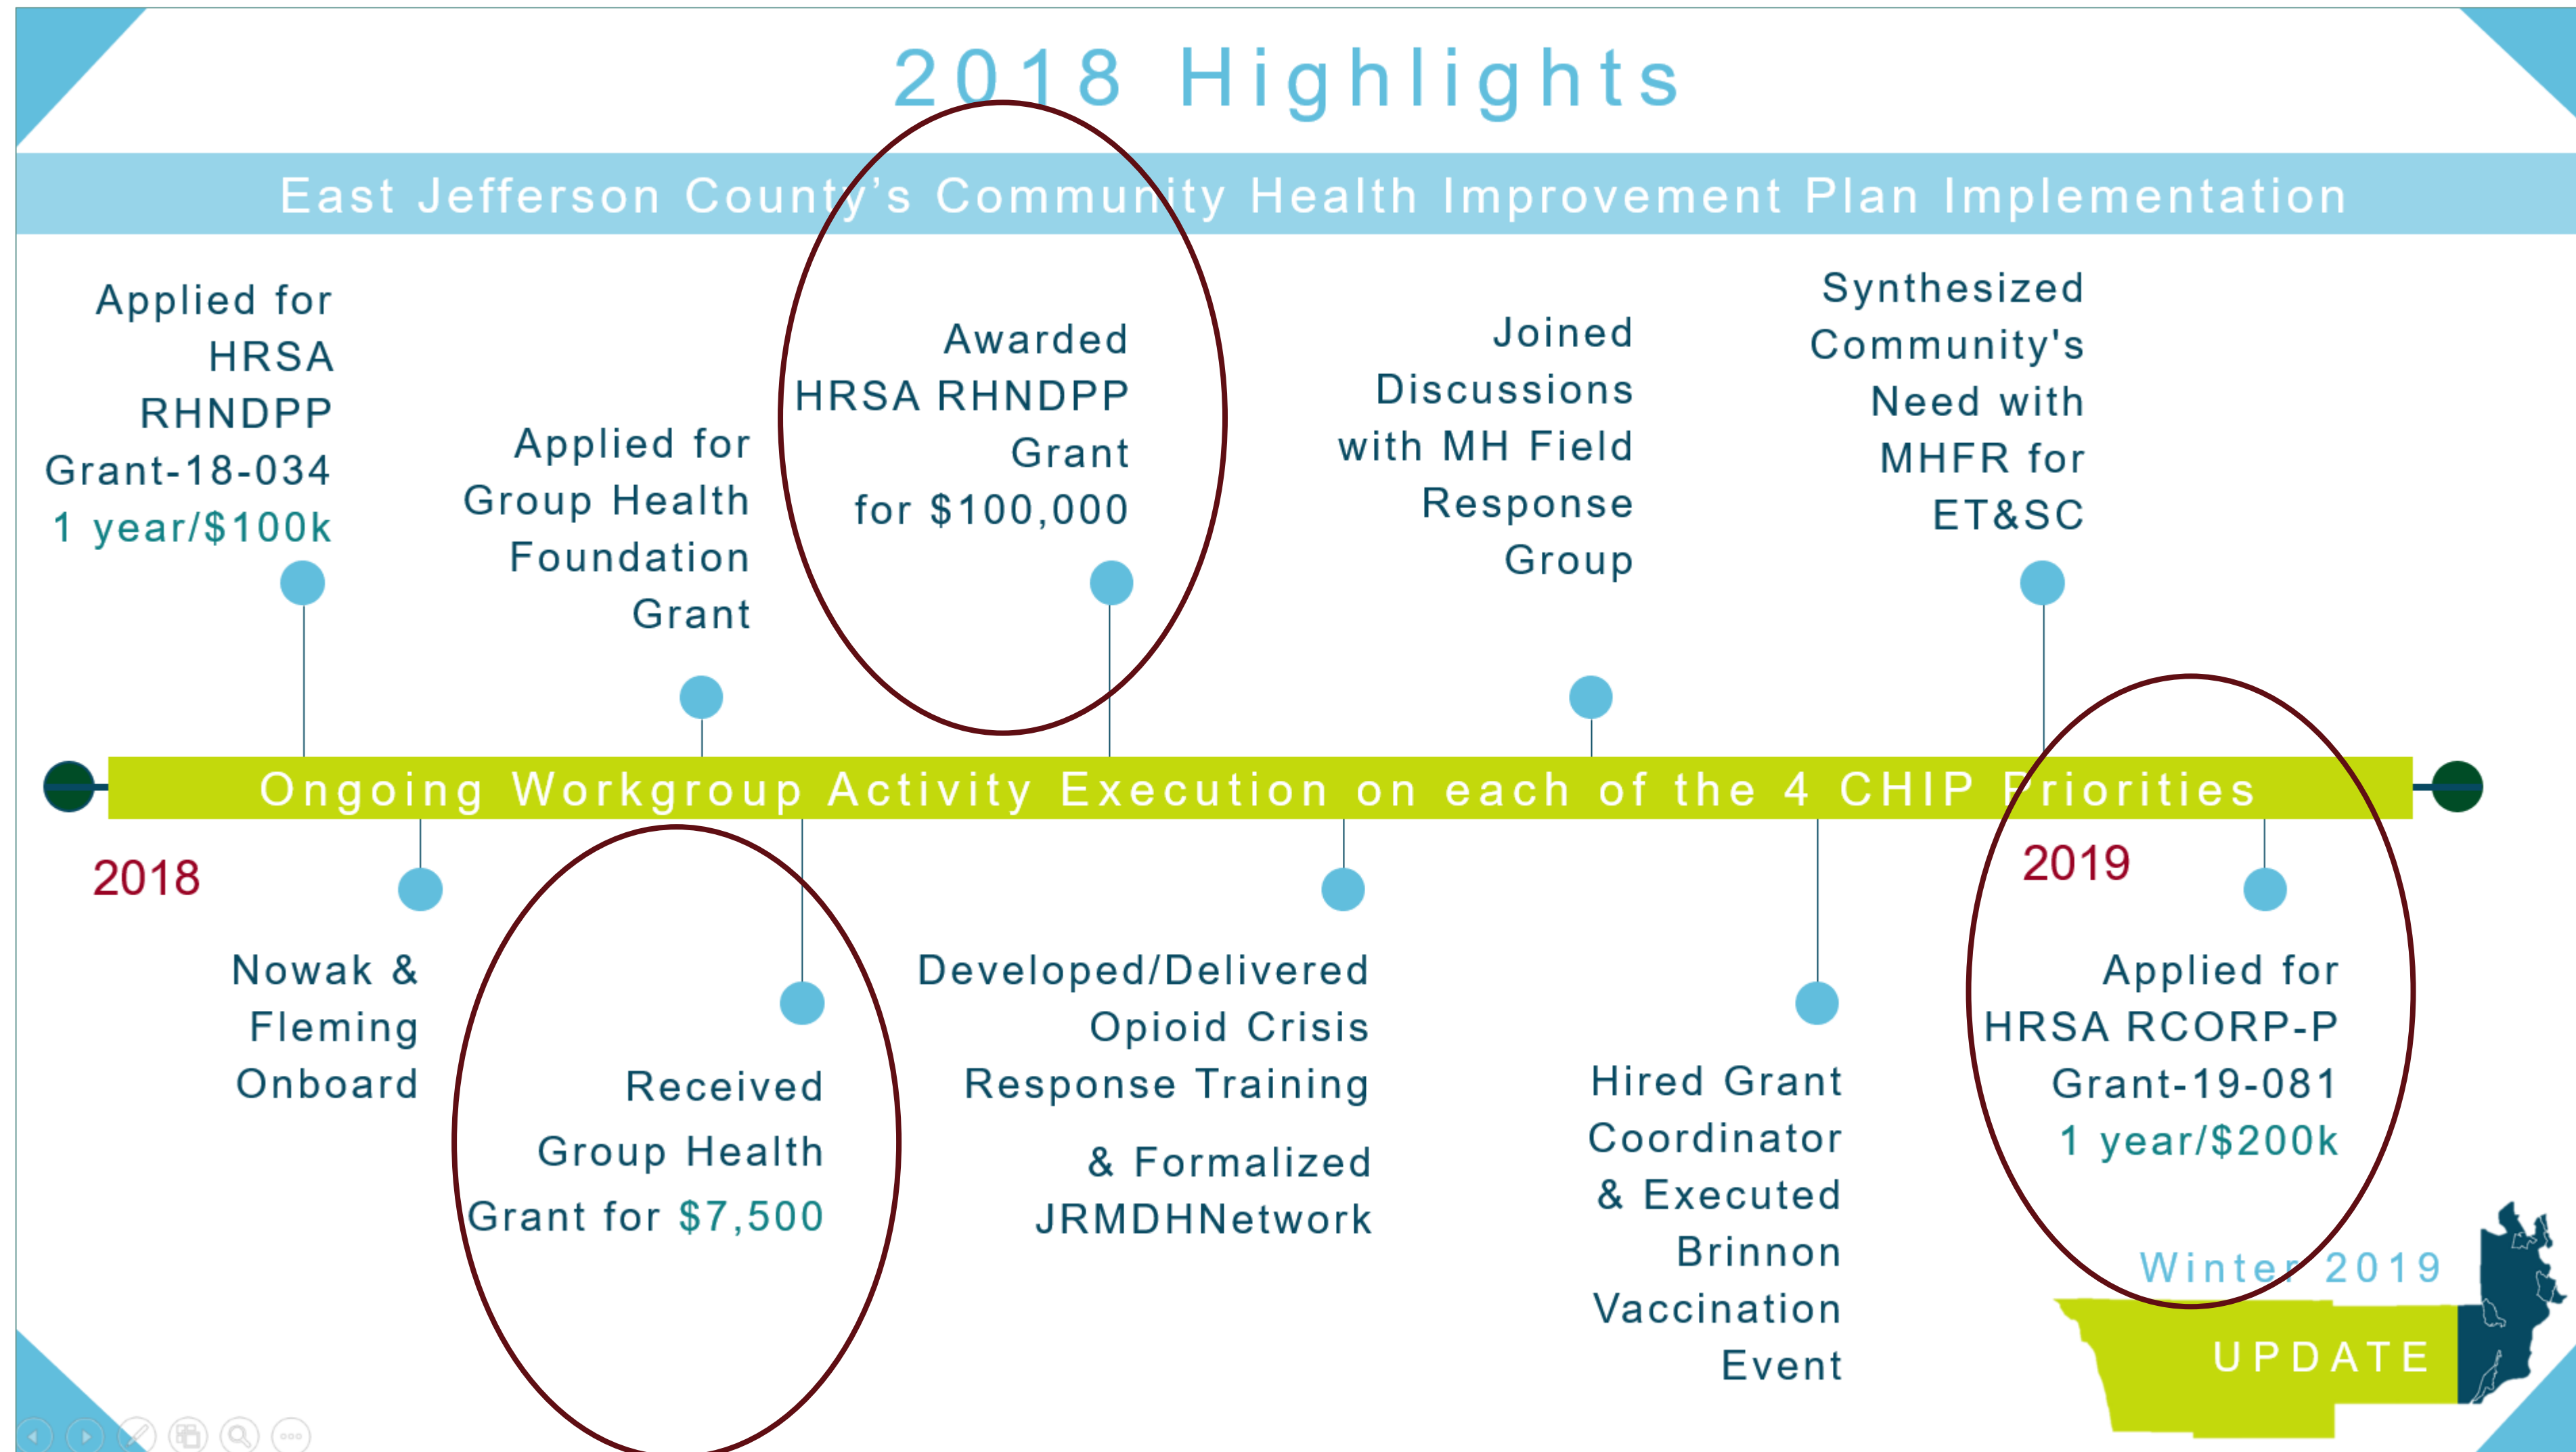 2018 Highlights
East Jefferson County’s Community Health Improvement Plan Implementation
Applied for
HRSA
RHNDPP
Grant-18-034
1 year/$100k
Applied for
Group Health
Foundation
Grant
Awarded
HRSA RHNDPP
Grant
for $100,000
Joined
Discussions
with MH Field
Response
Group
Synthesized
Community's
Need with
MHFR for
ET&SC
Ongoing Workgroup Activity Execution on each of the 4 CHIP Priorities
2018
Nowak &
Fleming
Onboard
Received
Group Health
Grant for $7,500
Developed/Delivered
Opioid Crisis
Response Training
& Formalized
JRMDHNetwork
Hired Grant
Coordinator
& Executed
Brinnon
Vaccination
Event
2019
Applied for
HRSA RCORP-P
Grant-19-081
1 year/$200k
Winter 2019
UPDATE